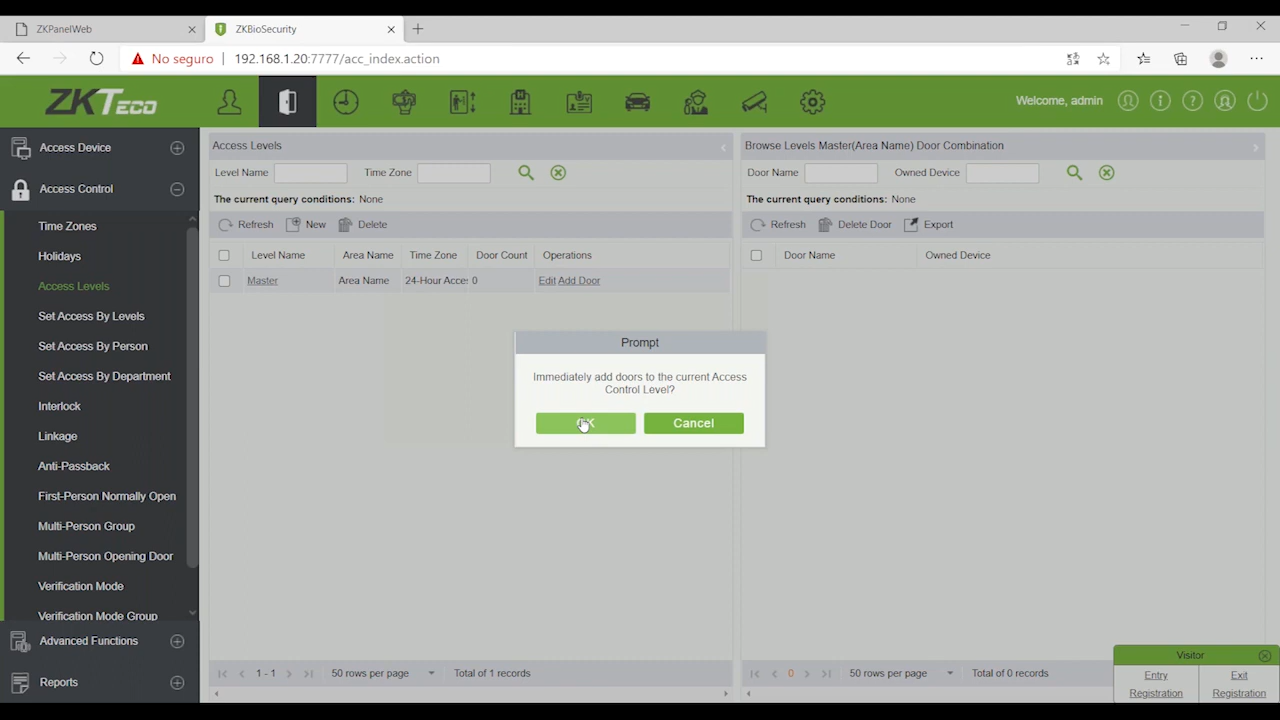 ZKPanelWeb
ZKBioSecurity
No seguro | 192.168.1.20:7777/acc_index.action
ZKTECO
Welcome, admin
Access Device
Access Control
Time Zones
Holidays
Access Levels
Set Access By Levels
Set Access By Person
Set Access By Department
Interlock
Linkage
Anti-Passback
First-Person Normally Open
Multi-Person Group
Multi-Person Opening Door
Verification Mode
Verification Mode Group
Advanced Functions
Reports
Access Levels
Level Name Time Zone
The current query conditions: None
Refresh New Delete
Level Name Area Name Time Zone Door Count Operations
Master Area Name 24-Hour Acce: 0 Edit Add Door
1-1 50 rows per page Total of 1 records
Browse Levels Master(Area Name) Door Combination
Door Name Owned Device
The current query conditions: None
Refresh Delete Door Export
Door Name Owned Device
0 50 rows per page Total of 0 records
Prompt
Immediately add doors to the current Access
Control Level?
OK Cancel
Visitor
Entry Exit
Registration Registration